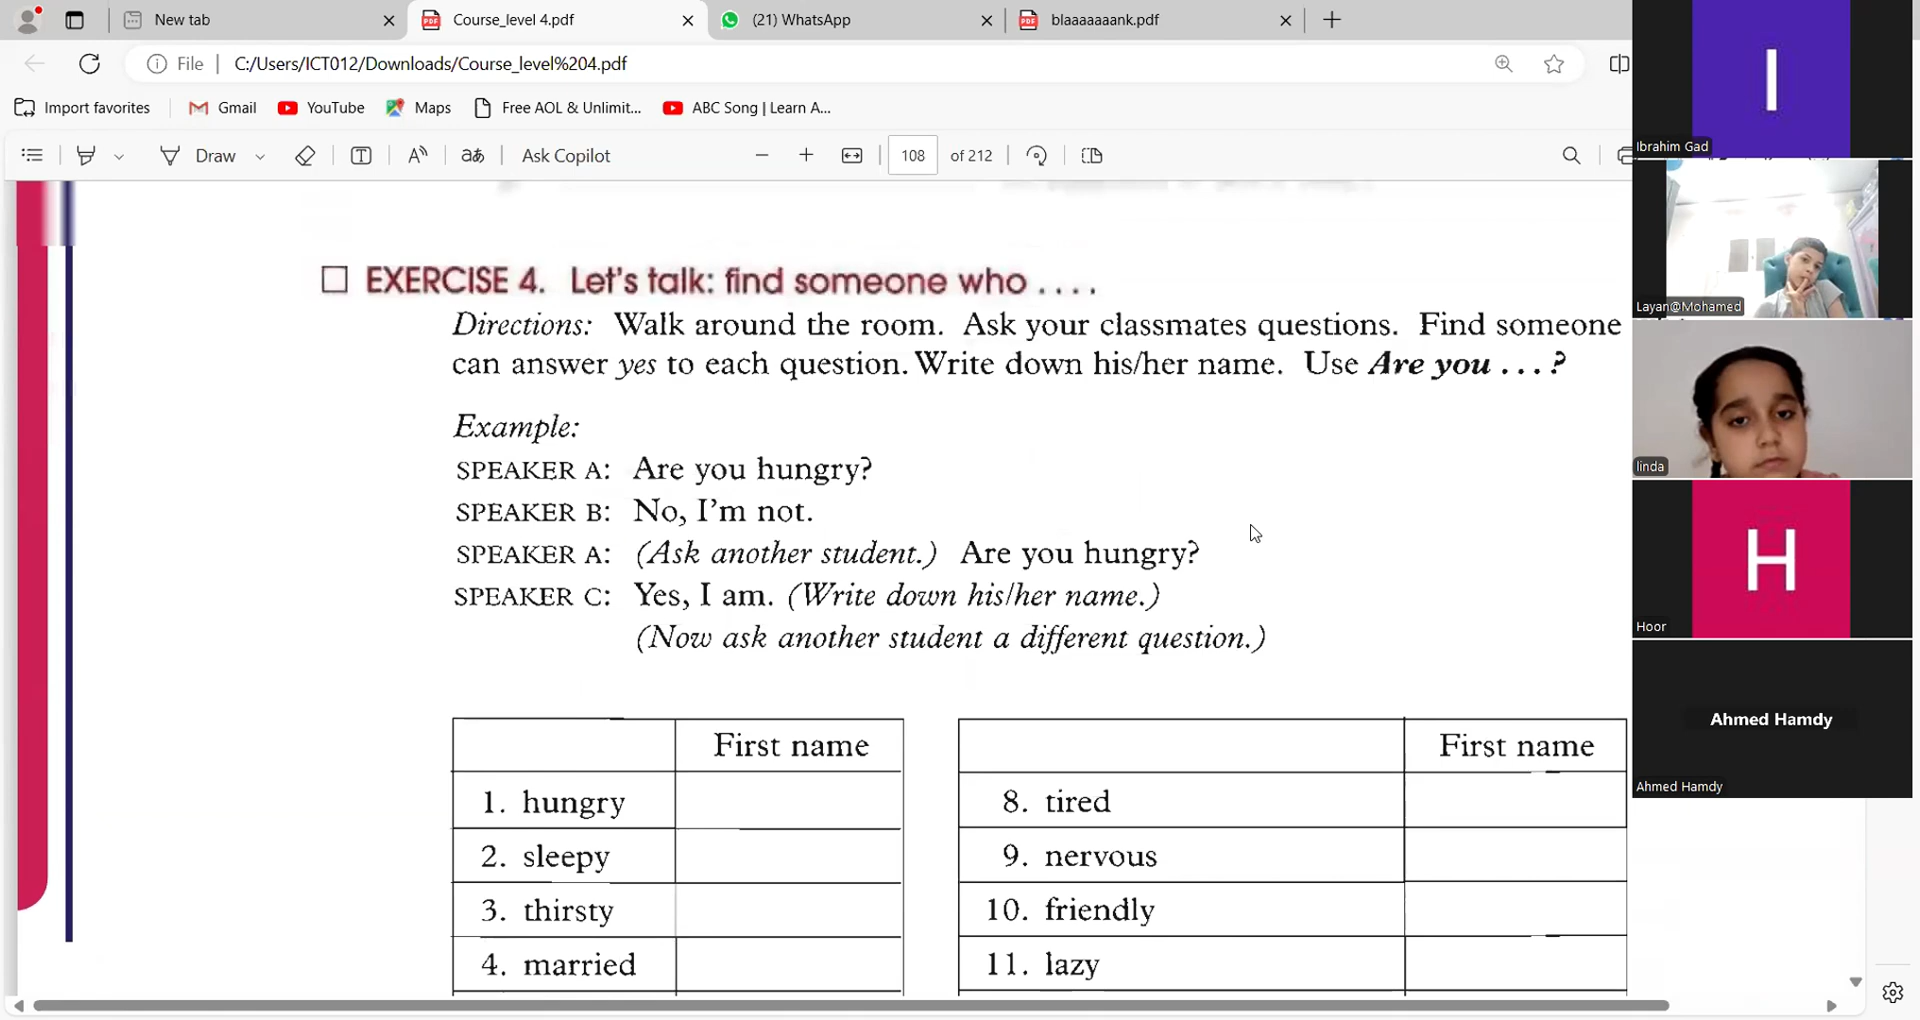 New tab
Course_level 4.pdf
(21) WhatsApp
blaaaaaaank.pdf
File C:/Users/ICT012/Downloads/Course_level%204.pdf
Import favorites
Gmail
YouTube
Maps
Free AOL & Unlimit...
ABC Song | Learn A...
Draw
Ask Copilot
108 of 212
EXERCISE 4. Let's talk: find someone who . . . .
Directions: Walk around the room. Ask your classmates questions. Find someone
can answer yes to each question. Write down his/her name. Use Are you . . . ?
Example:
SPEAKER A: Are you hungry?
SPEAKER B: No, I'm not.
SPEAKER A: (Ask another student.) Are you hungry?
SPEAKER C: Yes, I am. (Write down his/her name.)
(Now ask another student a different question.)
First name
1. hungry
2. sleepy
3. thirsty
4. married
First name
8. tired
9. nervous
10. friendly
11. lazy
I
Ibrahim Gad
Layan@Mohamed
linda
H
Hoor
Ahmed Hamdy
Ahmed Hamdy